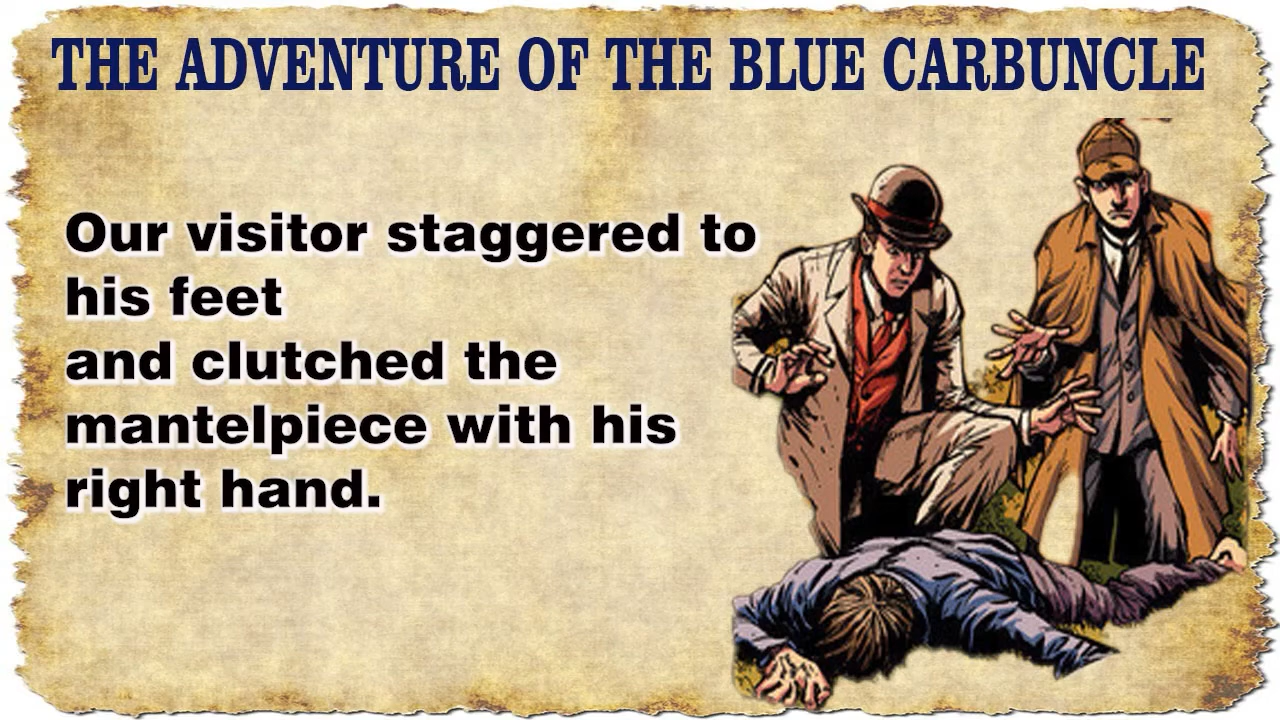 THE ADVENTURE OF THE BLUE CARBUNCLE
Our visitor staggered to
his feet
and clutched the
mantelpiece with his
right hand.